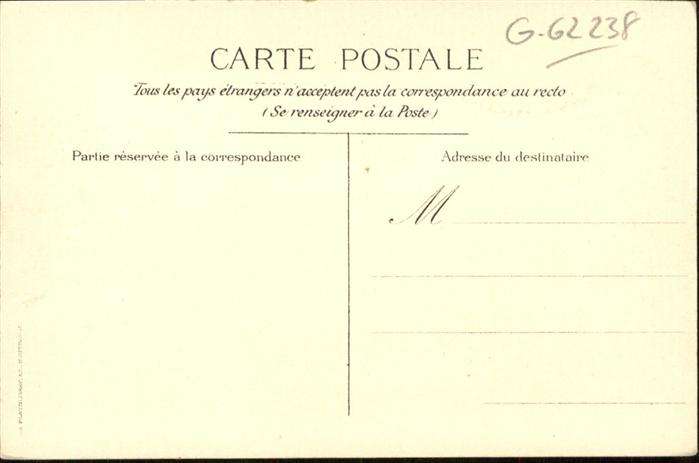 G-62238
CARTE POSTALE
Tous les pays étrangers n'acceptent pas la correspondance au recto
(Se renseigner à la Poste)
Partie réservée à la correspondance
Adresse du destinataire
M